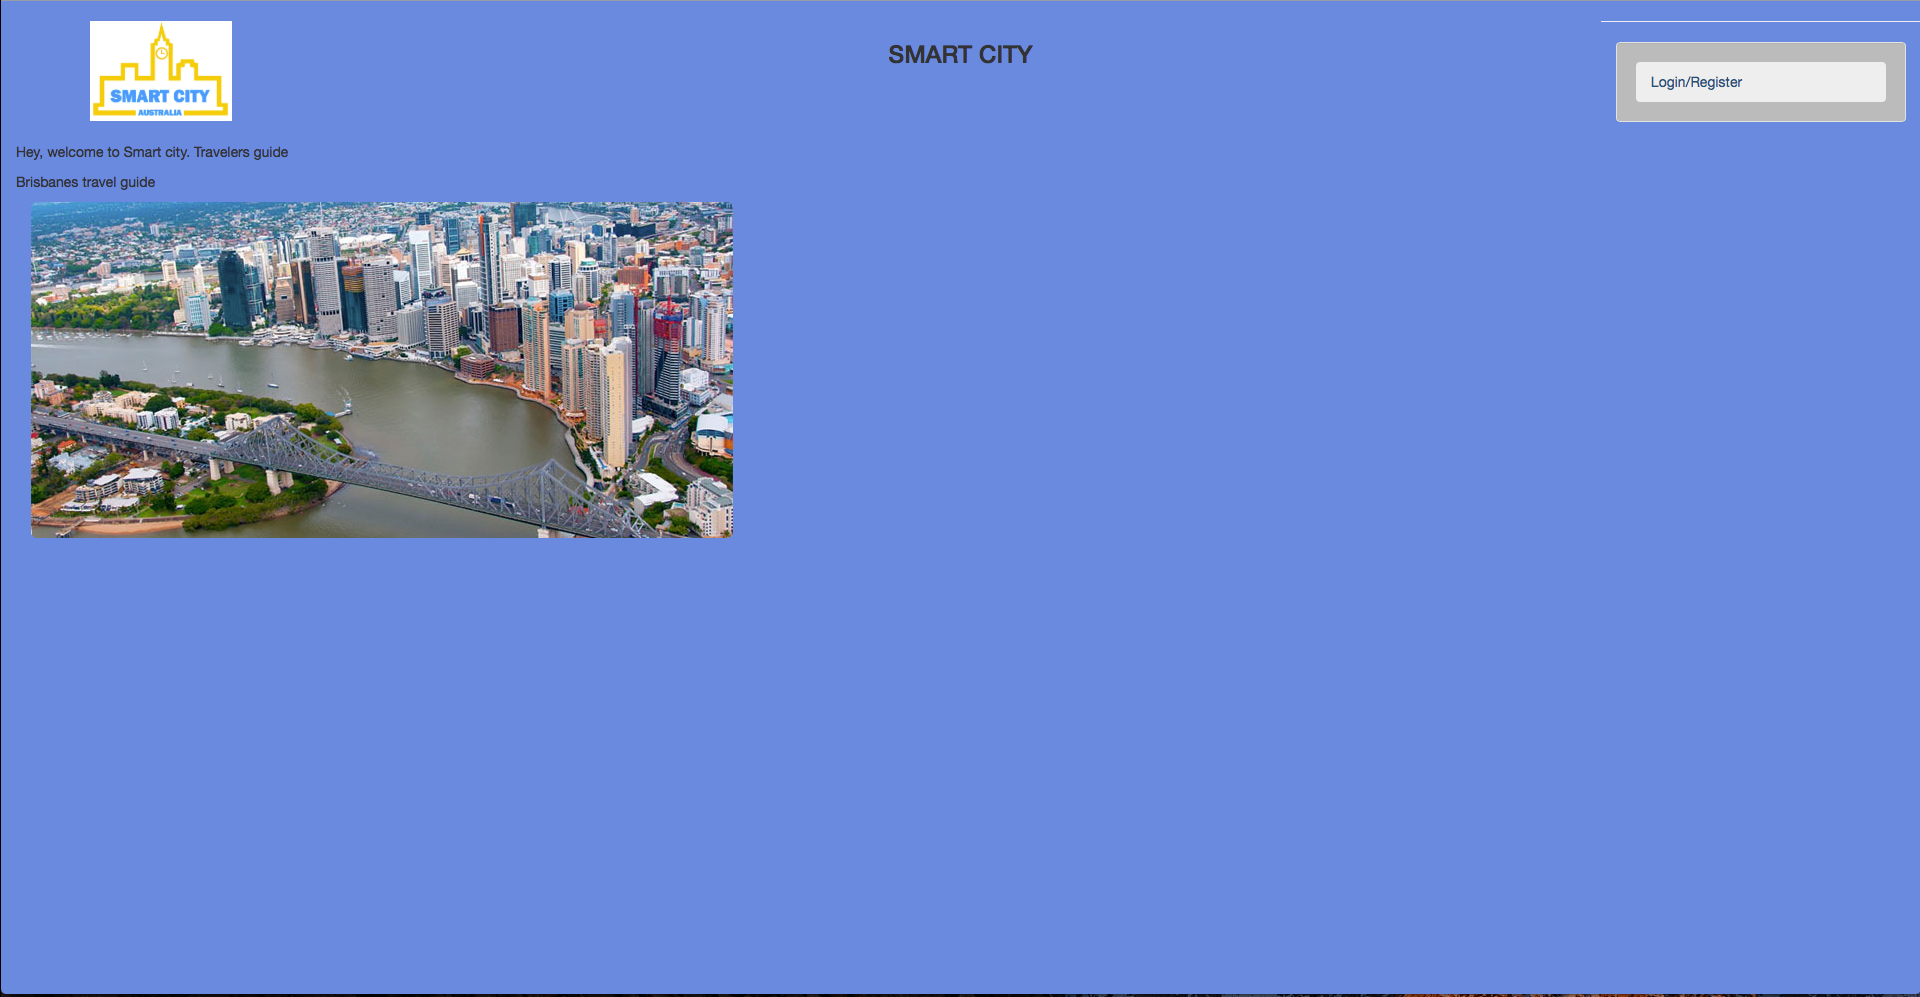 SMART CITY
AUSTRALIA
SMART CITY
Login/Register
Hey, welcome to Smart city. Travelers guide
Brisbanes travel guide